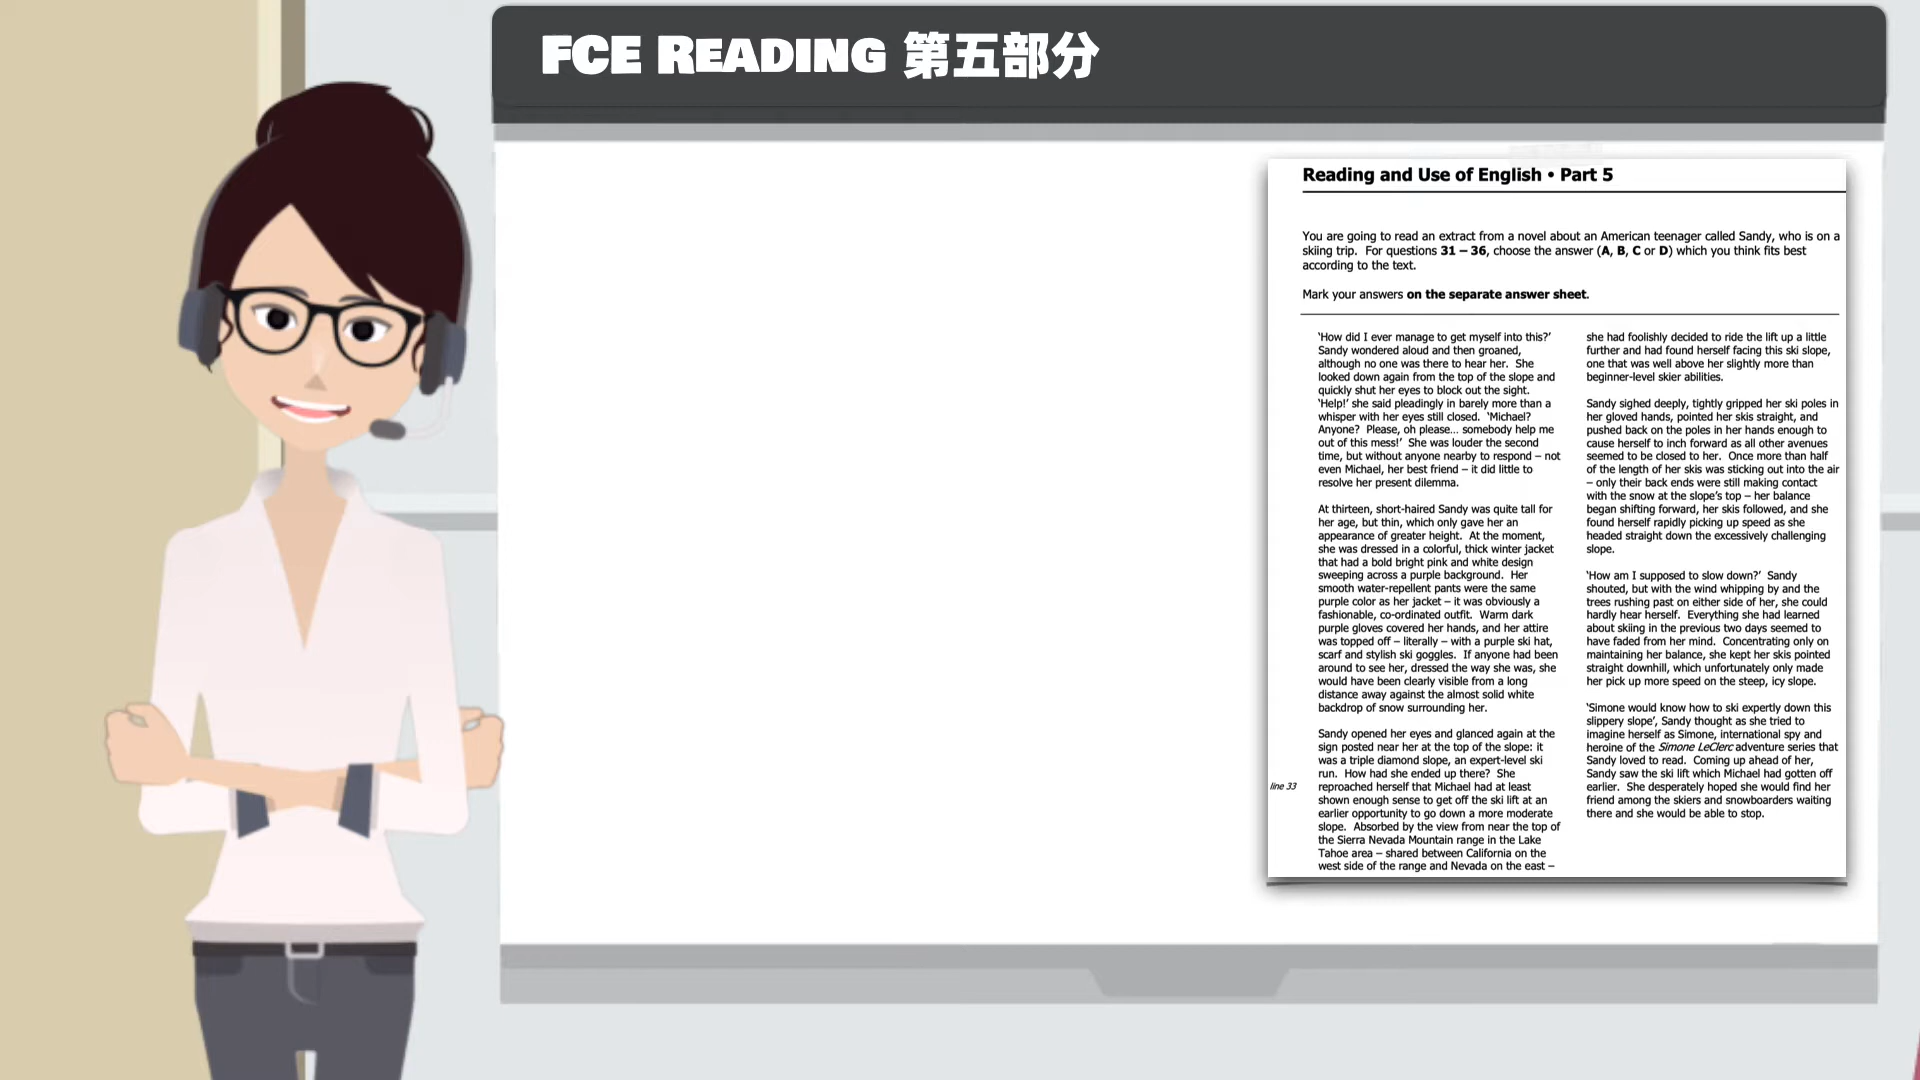 FCE READING 第五部分
Reading and Use of English • Part 5
You are going to read an extract from a novel about an American teenager called Sandy, who is on a
skiing trip. For questions 31 – 36, choose the answer (A, B, C or D) which you think fits best
according to the text.
Mark your answers on the separate answer sheet.
‘How did I ever manage to get myself into this?’
Sandy wondered aloud and then groaned,
although no one was there to hear her. She
looked down again from the top of the slope and
quickly shut her eyes to block out the sight.
‘Help!’ she said pleadingly in barely more than a
whisper with her eyes still closed. ‘Michael?
Anyone? Please, oh please… somebody help me
out of this mess!’ She was louder the second
time, but without anyone nearby to respond – not
even Michael, her best friend – it did little to
resolve her present dilemma.
At thirteen, short-haired Sandy was quite tall for
her age, but thin, which only gave her an
appearance of greater height. At the moment,
she was dressed in a colorful, thick winter jacket
that had a bold bright pink and white design
sweeping across a purple background. Her
smooth water-repellent pants were the same
purple color as her jacket – it was obviously a
fashionable, co-ordinated outfit. Warm dark
purple gloves covered her hands, and her attire
was topped off – literally – with a purple ski hat,
scarf and stylish ski goggles. If anyone had been
around to see her, dressed the way she was, she
would have been clearly visible from a long
distance away against the almost solid white
backdrop of snow surrounding her.
Sandy opened her eyes and glanced again at the
sign posted near her at the top of the slope: it
was a triple diamond slope, an expert-level ski
run. How had she ended up there? She
line 33 reproached herself that Michael had at least
shown enough sense to get off the ski lift at an
earlier opportunity to go down a more moderate
slope. Absorbed by the view from near the top of
the Sierra Nevada Mountain range in the Lake
Tahoe area – shared between California on the
west side of the range and Nevada on the east –
she had foolishly decided to ride the lift up a little
further and had found herself facing this ski slope,
one that was well above her slightly more than
beginner-level skier abilities.
Sandy sighed deeply, tightly gripped her ski poles in
her gloved hands, pointed her skis straight, and
pushed back on the poles in her hands enough to
cause herself to inch forward as all other avenues
seemed to be closed to her. Once more than half
of the length of her skis was sticking out into the air
– only their back ends were still making contact
with the snow at the slope’s top – her balance
began shifting forward, her skis followed, and she
found herself rapidly picking up speed as she
headed straight down the excessively challenging
slope.
‘How am I supposed to slow down?’ Sandy
shouted, but with the wind whipping by and the
trees rushing past on either side of her, she could
hardly hear herself. Everything she had learned
about skiing in the previous two days seemed to
have faded from her mind. Concentrating only on
maintaining her balance, she kept her skis pointed
straight downhill, which unfortunately only made
her pick up more speed on the steep, icy slope.
‘Simone would know how to ski expertly down this
slippery slope’, Sandy thought as she tried to
imagine herself as Simone, international spy and
heroine of the Simone LeClerc adventure series that
Sandy loved to read. Coming up ahead of her,
Sandy saw the ski lift which Michael had gotten off
earlier. She desperately hoped she would find her
friend among the skiers and snowboarders waiting
there and she would be able to stop.